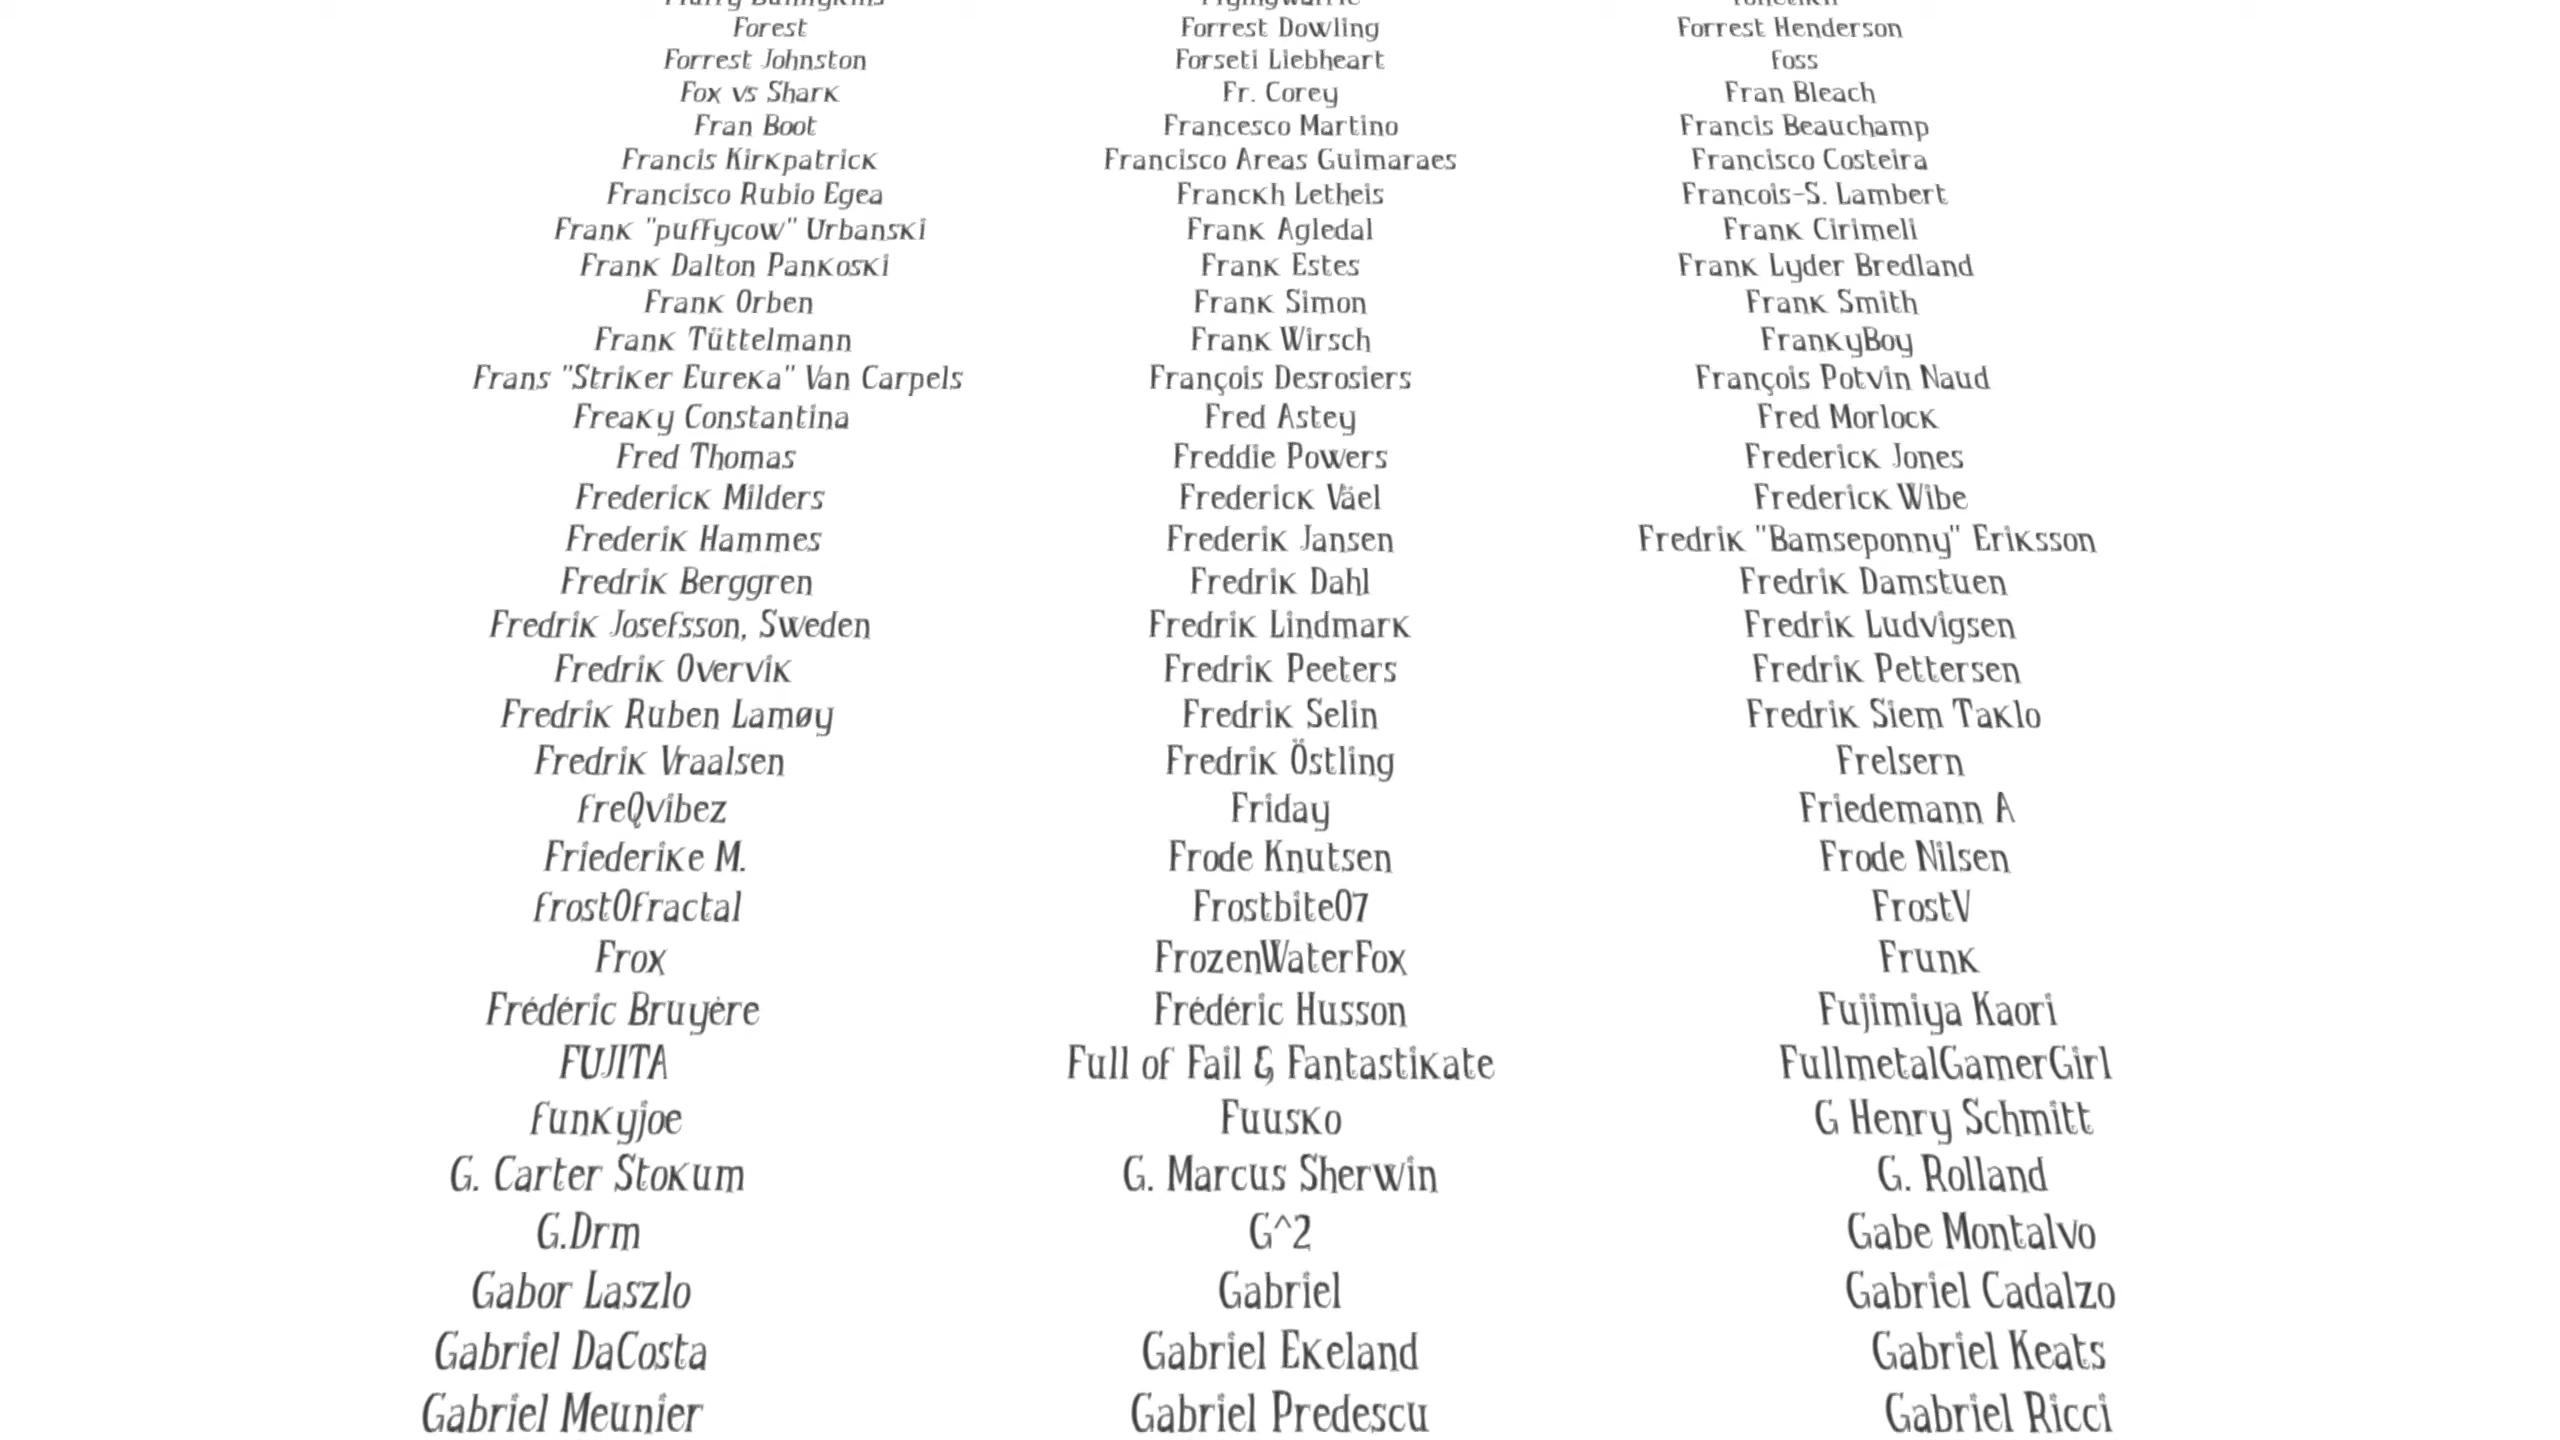 Forest Forrest Dowling Forrest Henderson
Forrest Johnston Forseti Liebheart foss
Fox vs Shark Fr. Corey Fran Bleach
Fran Boot Francesco Martino Francis Beauchamp
Francis Kirkpatrick Francisco Areas Guimaraes Francisco Costeira
Francisco Rubio Egea Franckh Letheis Francois-S. Lambert
Frank "puffycow" Urbanski Frank Agledal Frank Cirimeli
Frank Dalton Pankoski Frank Estes Frank Lyder Bredland
Frank Orben Frank Simon Frank Smith
Frank Tüttelmann Frank Wirsch FrankyBoy
Frans "Striker Eureka" Van Carpels François Desrosiers François Potvin Naud
Freaky Constantina Fred Astey Fred Morlock
Fred Thomas Freddie Powers Frederick Jones
Frederick Milders Frederick Väel Frederick Wibe
Frederik Hammes Frederik Jansen Fredrik "Bamseponny" Eriksson
Fredrik Berggren Fredrik Dahl Fredrik Damstuen
Fredrik Josefsson, Sweden Fredrik Lindmark Fredrik Ludvigsen
Fredrik Overvik Fredrik Peeters Fredrik Pettersen
Fredrik Ruben Lamøy Fredrik Selin Fredrik Siem Taklo
Fredrik Vraalsen Fredrik Östling Frelsern
freQvibez Friday Friedemann A
Friederike M. Frode Knutsen Frode Nilsen
frost0fractal Frostbite07 FrostV
Frox FrozenWaterFox Frunk
Frédéric Bruyère Frédéric Husson Fujimiya Kaori
FUJITA Full of Fail & Fantastikate FullmetalGamerGirl
funkyjoe Fuusko G Henry Schmitt
G. Carter Stokum G. Marcus Sherwin G. Rolland
G.Drm G^2 Gabe Montalvo
Gabor Laszlo Gabriel Gabriel Cadalzo
Gabriel DaCosta Gabriel Ekeland Gabriel Keats
Gabriel Meunier Gabriel Predescu Gabriel Ricci